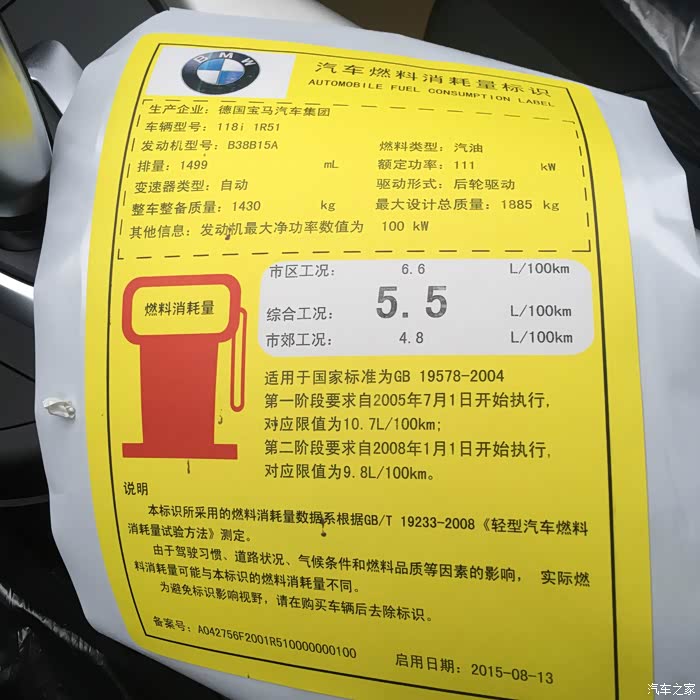 BMW
汽车燃料消耗量标识
AUTOMOBILE FUEL CONSUMPTION LABEL
生产企业：德国宝马汽车集团
车辆型号：118i 1R51
发动机型号：B38B15A 燃料类型：汽油
排量：1499 mL 额定功率：111 kW
变速器类型：自动 驱动形式：后轮驱动
整车整备质量：1430 kg 最大设计总质量：1885 kg
其他信息：发动机最大净功率数值为 100 kW
燃料消耗量
市区工况： 6.6 L/100km
综合工况： 5.5 L/100km
市郊工况： 4.8 L/100km
适用于国家标准为GB 19578-2004
第一阶段要求自2005年7月1日开始执行，
对应限值为10.7L/100km;
第二阶段要求自2008年1月1日开始执行，
对应限值为9.8L/100km。
说明
本标识所采用的燃料消耗量数据系根据GB/T 19233-2008《轻型汽车燃料
消耗量试验方法》测定。
由于驾驶习惯、道路状况、气候条件和燃料品质等因素的影响， 实际燃
料消耗量可能与本标识的燃料消耗量不同。
为避免标识影响视野，请在购买车辆后去除标识。
备案号：A042756F2001R510000000100 启用日期：2015-08-13
汽车之家